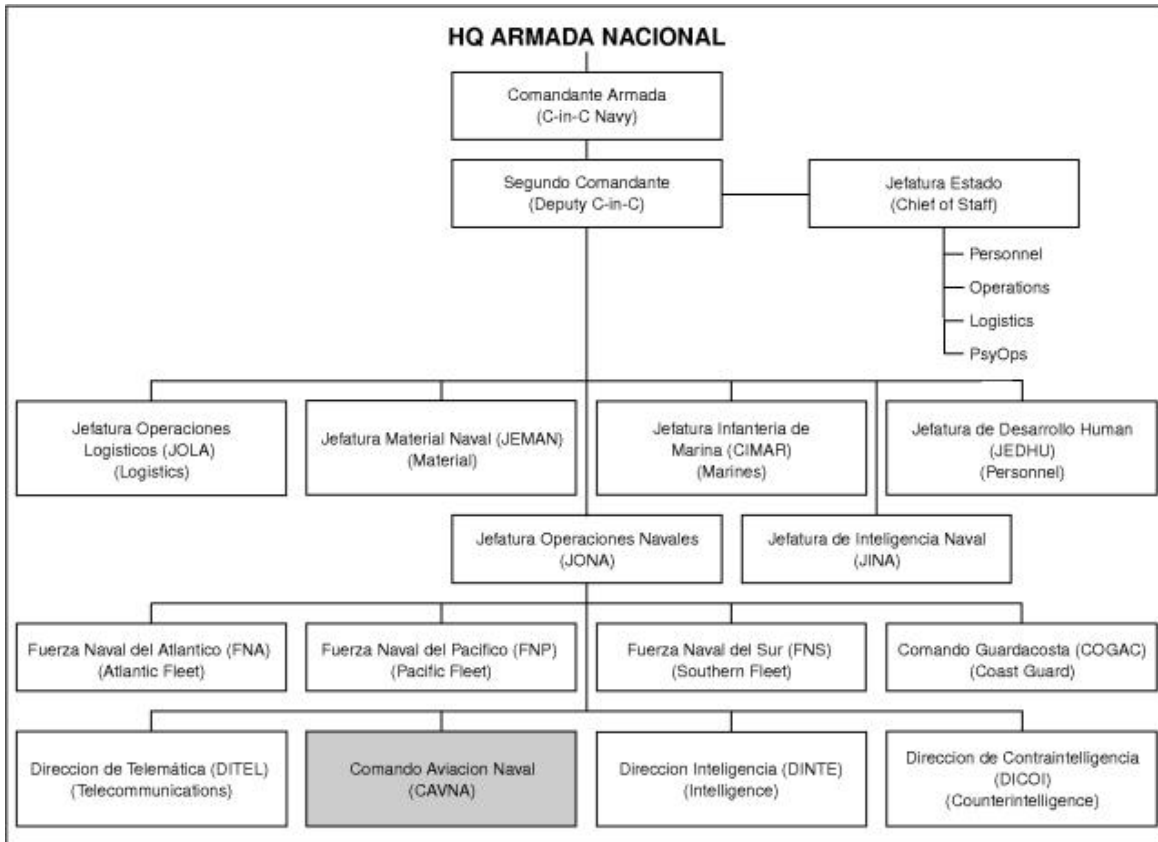 HQ ARMADA NACIONAL
Comandante Armada
(C-in-C Navy)
Segundo Comandante
(Deputy C-in-C)
Jefatura Estado
(Chief of Staff)
Personnel
Operations
Logistics
PsyOps
Jefatura Operaciones
Logisticos (JOLA)
(Logistics)
Jefatura Material Naval (JEMAN)
(Material)
Jefatura Infanteria de
Marina (CIMAR)
(Marines)
Jefatura de Desarrollo Human
(JEDHU)
(Personnel)
Jefatura Operaciones Navales
(JONA)
Jefatura de Inteligencia Naval
(JINA)
Fuerza Naval del Atlantico (FNA)
(Atlantic Fleet)
Fuerza Naval del Pacifico (FNP)
(Pacific Fleet)
Fuerza Naval del Sur (FNS)
(Southern Fleet)
Comando Guardacosta (COGAC)
(Coast Guard)
Direccion de Telemática (DITEL)
(Telecommunications)
Comando Aviacion Naval
(CAVNA)
Direccion Inteligencia (DINTE)
(Intelligence)
Direccion de Contraintelligencia
(DICOI)
(Counterintelligence)